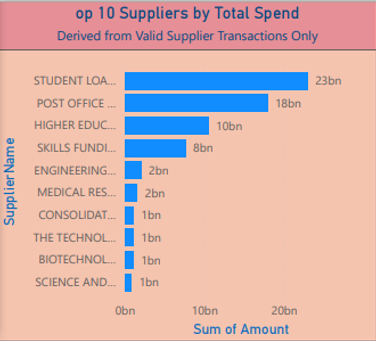 op 10 Suppliers by Total Spend
Derived from Valid Supplier Transactions Only
STUDENT LOA... 23bn
POST OFFICE ... 18bn
HIGHER EDUC... 10bn
SKILLS FUNDI... 8bn
ENGINEERING... 2bn
MEDICAL RES... 2bn
CONSOLIDAT... 1bn
THE TECHNOL... 1bn
BIOTECHNOL... 1bn
SCIENCE AND... 1bn
SupplierName
0bn 10bn 20bn
Sum of Amount